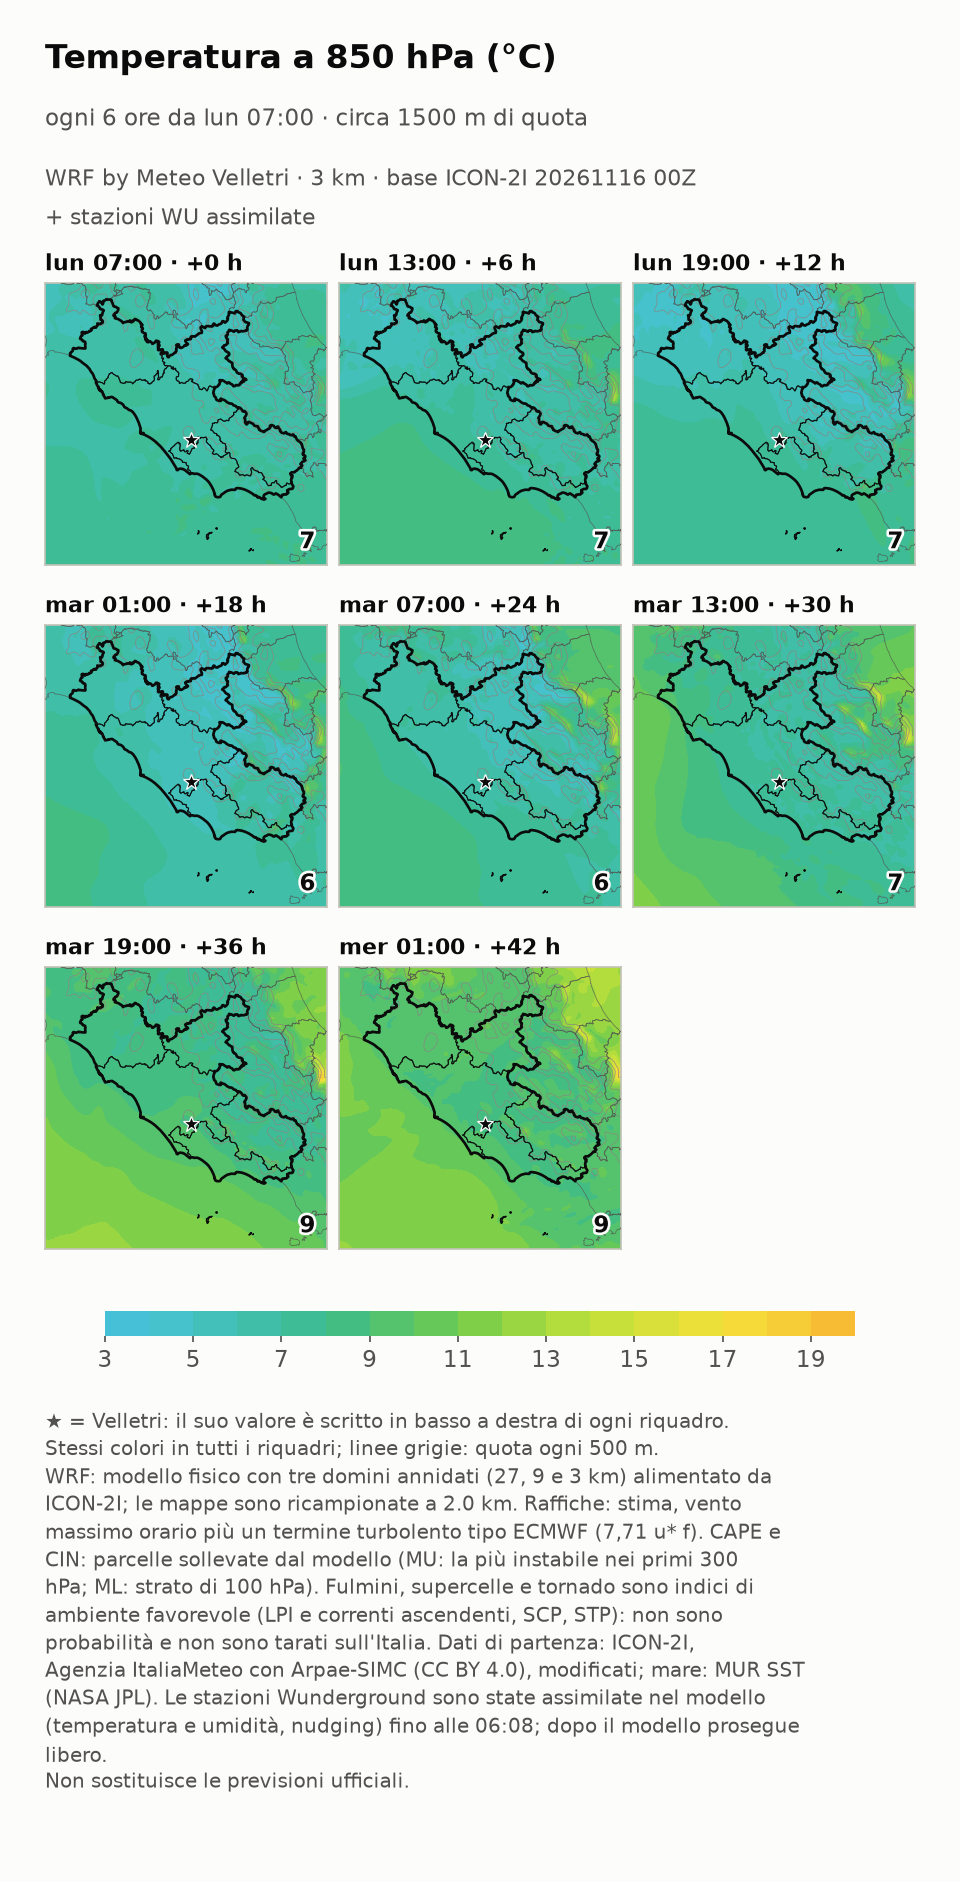 Temperatura a 850 hPa (°C)
ogni 6 ore da lun 07:00 · circa 1500 m di quota
WRF by Meteo Velletri · 3 km · base ICON-2I 20261116 00Z
+ stazioni WU assimilate
lun 07:00 · +0 h
lun 13:00 · +6 h
lun 19:00 · +12 h
7
7
7
mar 01:00 · +18 h
mar 07:00 · +24 h
mar 13:00 · +30 h
6
6
7
mar 19:00 · +36 h
mer 01:00 · +42 h
9
9
3 5 7 9 11 13 15 17 19
★ = Velletri: il suo valore è scritto in basso a destra di ogni riquadro.
Stessi colori in tutti i riquadri; linee grigie: quota ogni 500 m.
WRF: modello fisico con tre domini annidati (27, 9 e 3 km) alimentato da
ICON-2I; le mappe sono ricampionate a 2.0 km. Raffiche: stima, vento
massimo orario più un termine turbolento tipo ECMWF (7,71 u* f). CAPE e
CIN: parcelle sollevate dal modello (MU: la più instabile nei primi 300
hPa; ML: strato di 100 hPa). Fulmini, supercelle e tornado sono indici di
ambiente favorevole (LPI e correnti ascendenti, SCP, STP): non sono
probabilità e non sono tarati sull'Italia. Dati di partenza: ICON-2I,
Agenzia ItaliaMeteo con Arpae-SIMC (CC BY 4.0), modificati; mare: MUR SST
(NASA JPL). Le stazioni Wunderground sono state assimilate nel modello
(temperatura e umidità, nudging) fino alle 06:08; dopo il modello prosegue
libero.
Non sostituisce le previsioni ufficiali.